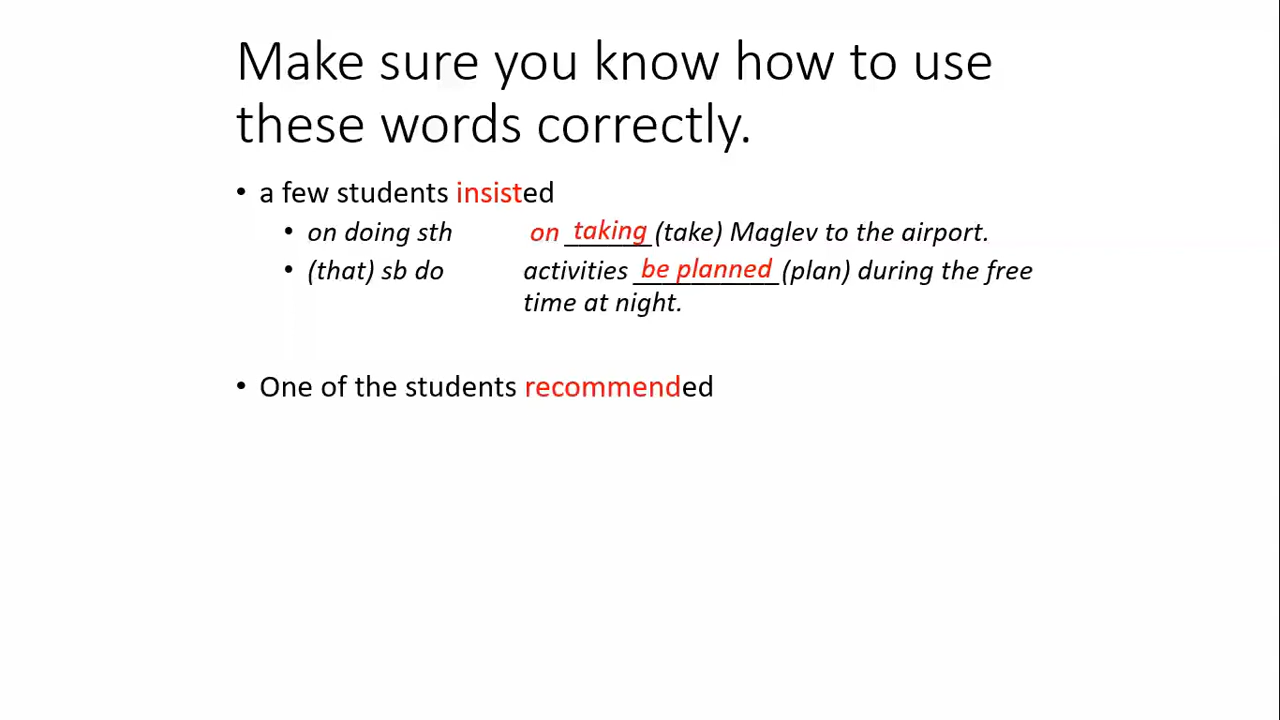 Make sure you know how to use
these words correctly.
• a few students insisted
• on doing sth on taking (take) Maglev to the airport.
• (that) sb do activities be planned (plan) during the free
time at night.
• One of the students recommended